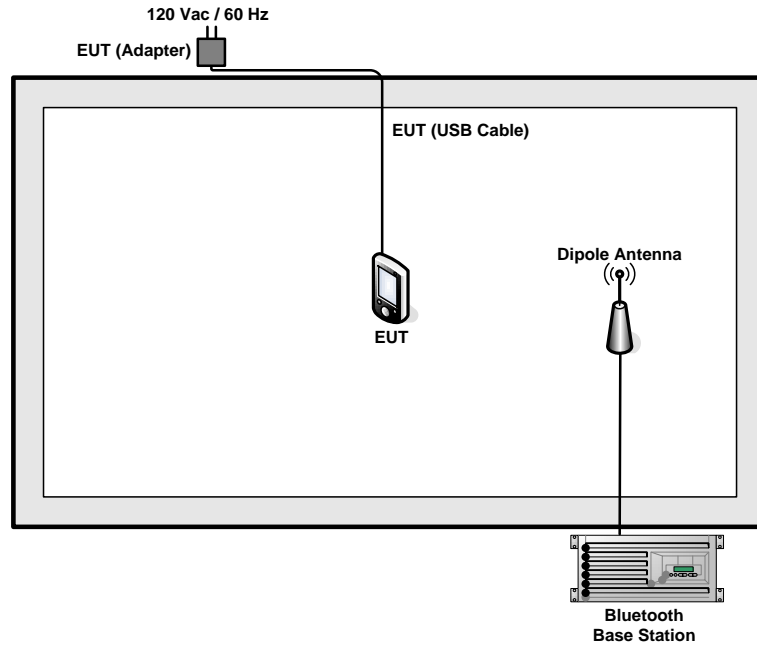 120 Vac / 60 Hz
EUT (Adapter)
EUT (USB Cable)
Dipole Antenna
EUT
Bluetooth
Base Station